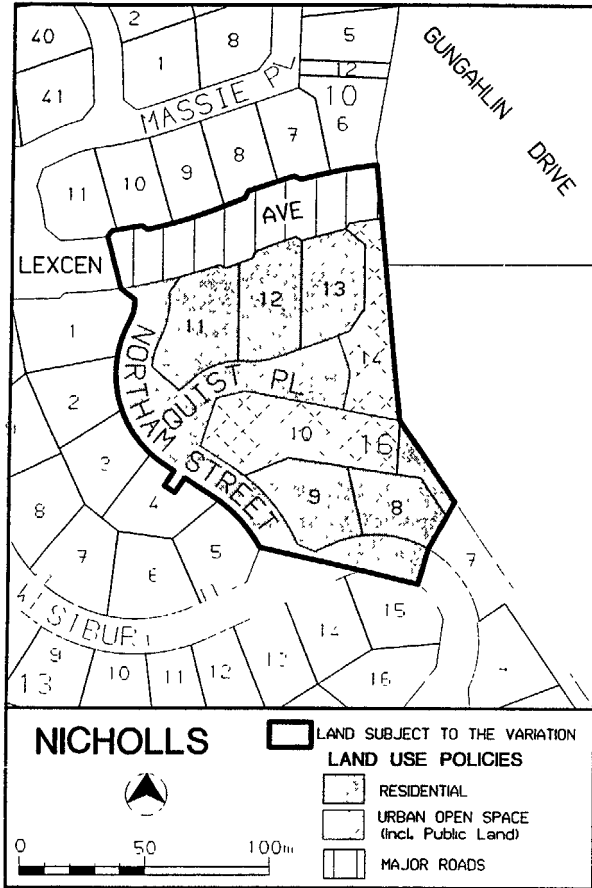 40
2
1
8
5
12
10
41
MASSIE PL
6
7
8
9
10
11
GUNGAHLIN
DRIVE
AVE
LEXCEN
11
12
13
14
1
NORTHAM STREET
QUIST PL
2
10
16
3
9
8
4
8
7
6
5
7
15
14
9
10
11
12
13
13
16
NICHOLLS
LAND SUBJECT TO THE VARIATION
LAND USE POLICIES
RESIDENTIAL
URBAN OPEN SPACE
(incl. Public Land)
MAJOR ROADS
0 50 100m